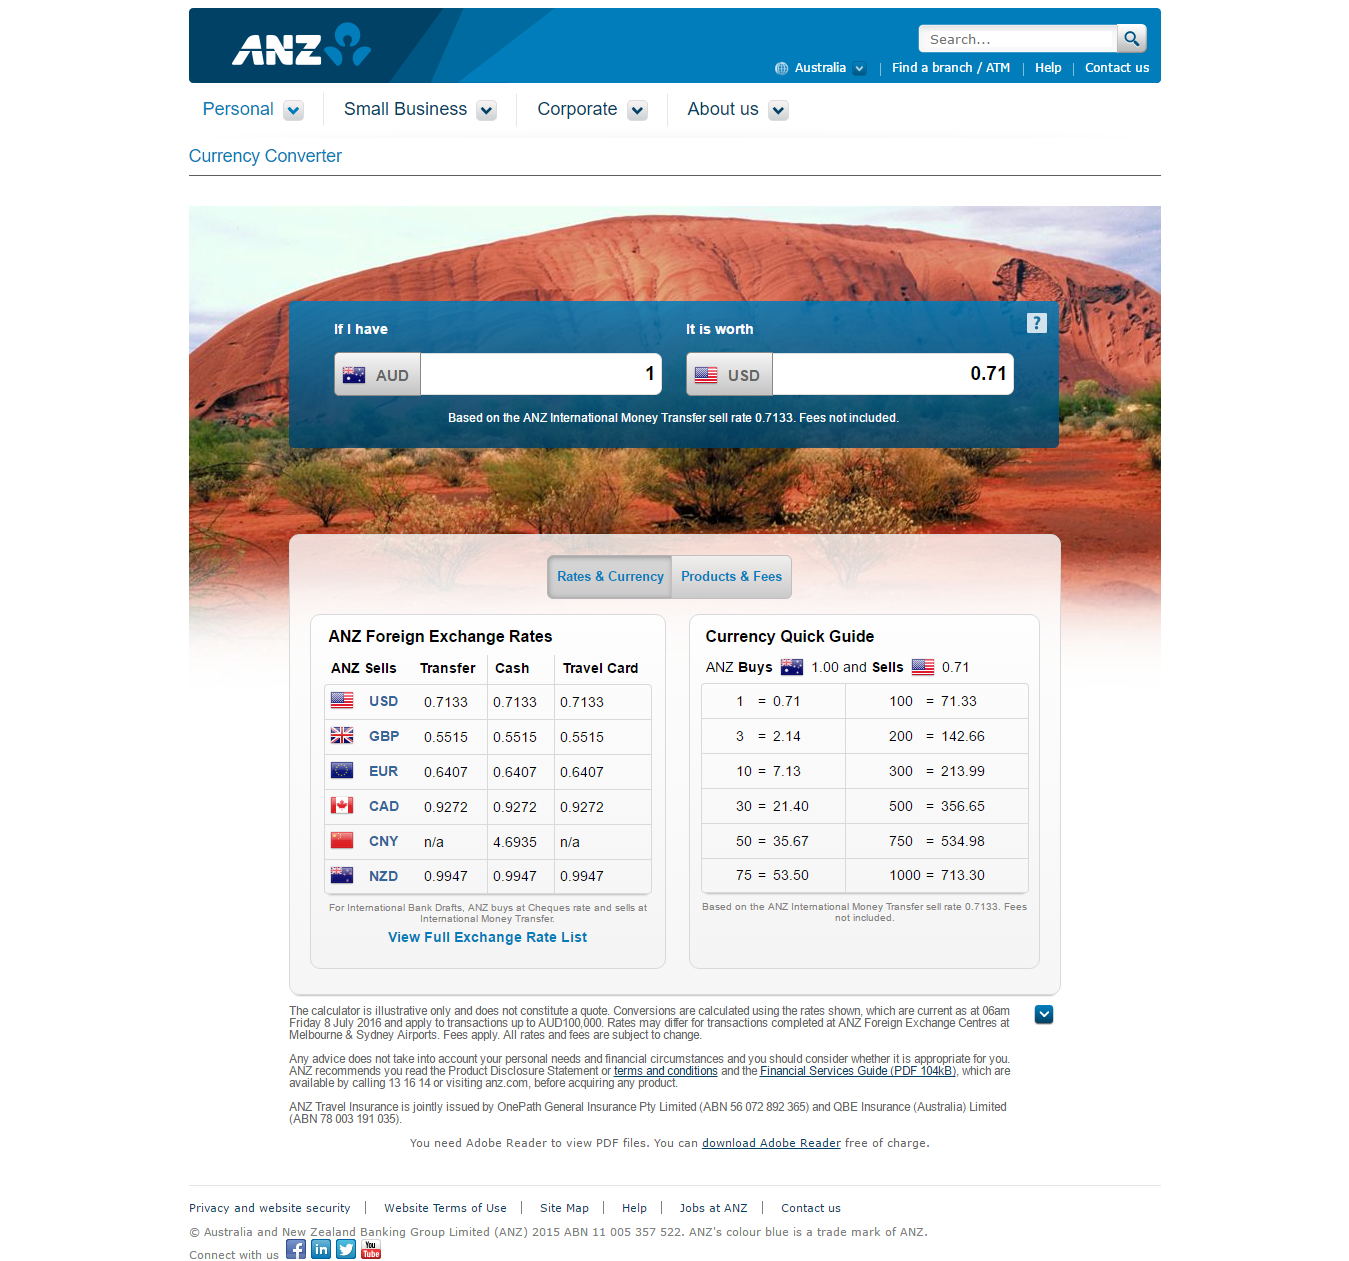 ANZ
Search...
Australia
Find a branch / ATM
Help
Contact us
Personal
Small Business
Corporate
About us
Currency Converter
If I have
It is worth
?
AUD 1
USD 0.71
Based on the ANZ International Money Transfer sell rate 0.7133. Fees not included.
Rates & Currency
Products & Fees
ANZ Foreign Exchange Rates
ANZ Sells Transfer Cash Travel Card
USD 0.7133 0.7133 0.7133
GBP 0.5515 0.5515 0.5515
EUR 0.6407 0.6407 0.6407
CAD 0.9272 0.9272 0.9272
CNY n/a 4.6935 n/a
NZD 0.9947 0.9947 0.9947
For International Bank Drafts, ANZ buys at Cheques rate and sells at
International Money Transfer.
View Full Exchange Rate List
Currency Quick Guide
ANZ Buys 1.00 and Sells 0.71
1 = 0.71 100 = 71.33
3 = 2.14 200 = 142.66
10 = 7.13 300 = 213.99
30 = 21.40 500 = 356.65
50 = 35.67 750 = 534.98
75 = 53.50 1000 = 713.30
Based on the ANZ International Money Transfer sell rate 0.7133. Fees
not included.
The calculator is illustrative only and does not constitute a quote. Conversions are calculated using the rates shown, which are current as at 06am
Friday 8 July 2016 and apply to transactions up to AUD100,000. Rates may differ for transactions completed at ANZ Foreign Exchange Centres at
Melbourne & Sydney Airports. Fees apply. All rates and fees are subject to change.
Any advice does not take into account your personal needs and financial circumstances and you should consider whether it is appropriate for you.
ANZ recommends you read the Product Disclosure Statement or terms and conditions and the Financial Services Guide (PDF 104kB), which are
available by calling 13 16 14 or visiting anz.com, before acquiring any product.
ANZ Travel Insurance is jointly issued by OnePath General Insurance Pty Limited (ABN 56 072 892 365) and QBE Insurance (Australia) Limited
(ABN 78 003 191 035).
You need Adobe Reader to view PDF files. You can download Adobe Reader free of charge.
Privacy and website security
Website Terms of Use
Site Map
Help
Jobs at ANZ
Contact us
© Australia and New Zealand Banking Group Limited (ANZ) 2015 ABN 11 005 357 522. ANZ's colour blue is a trade mark of ANZ.
Connect with us f in You Tube